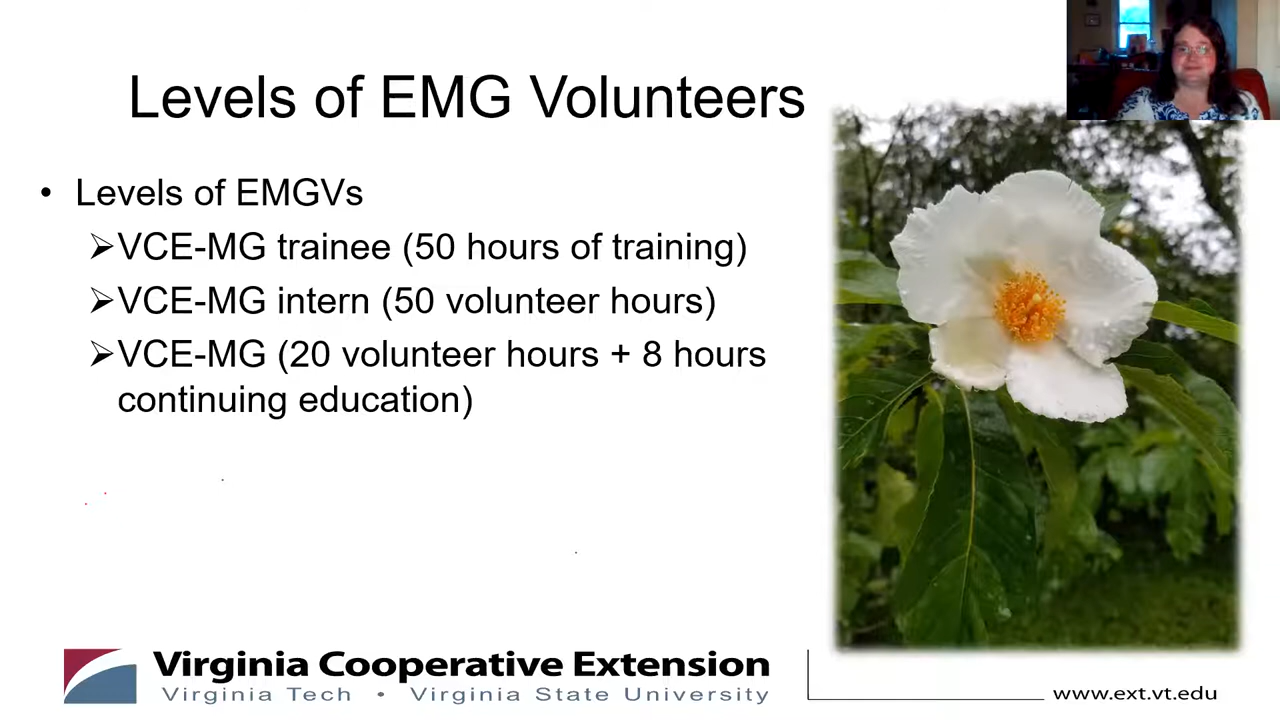 Levels of EMG Volunteers
• Levels of EMGVs
➢VCE-MG trainee (50 hours of training)
➢VCE-MG intern (50 volunteer hours)
➢VCE-MG (20 volunteer hours + 8 hours
continuing education)
Virginia Cooperative Extension
Virginia Tech • Virginia State University
www.ext.vt.edu